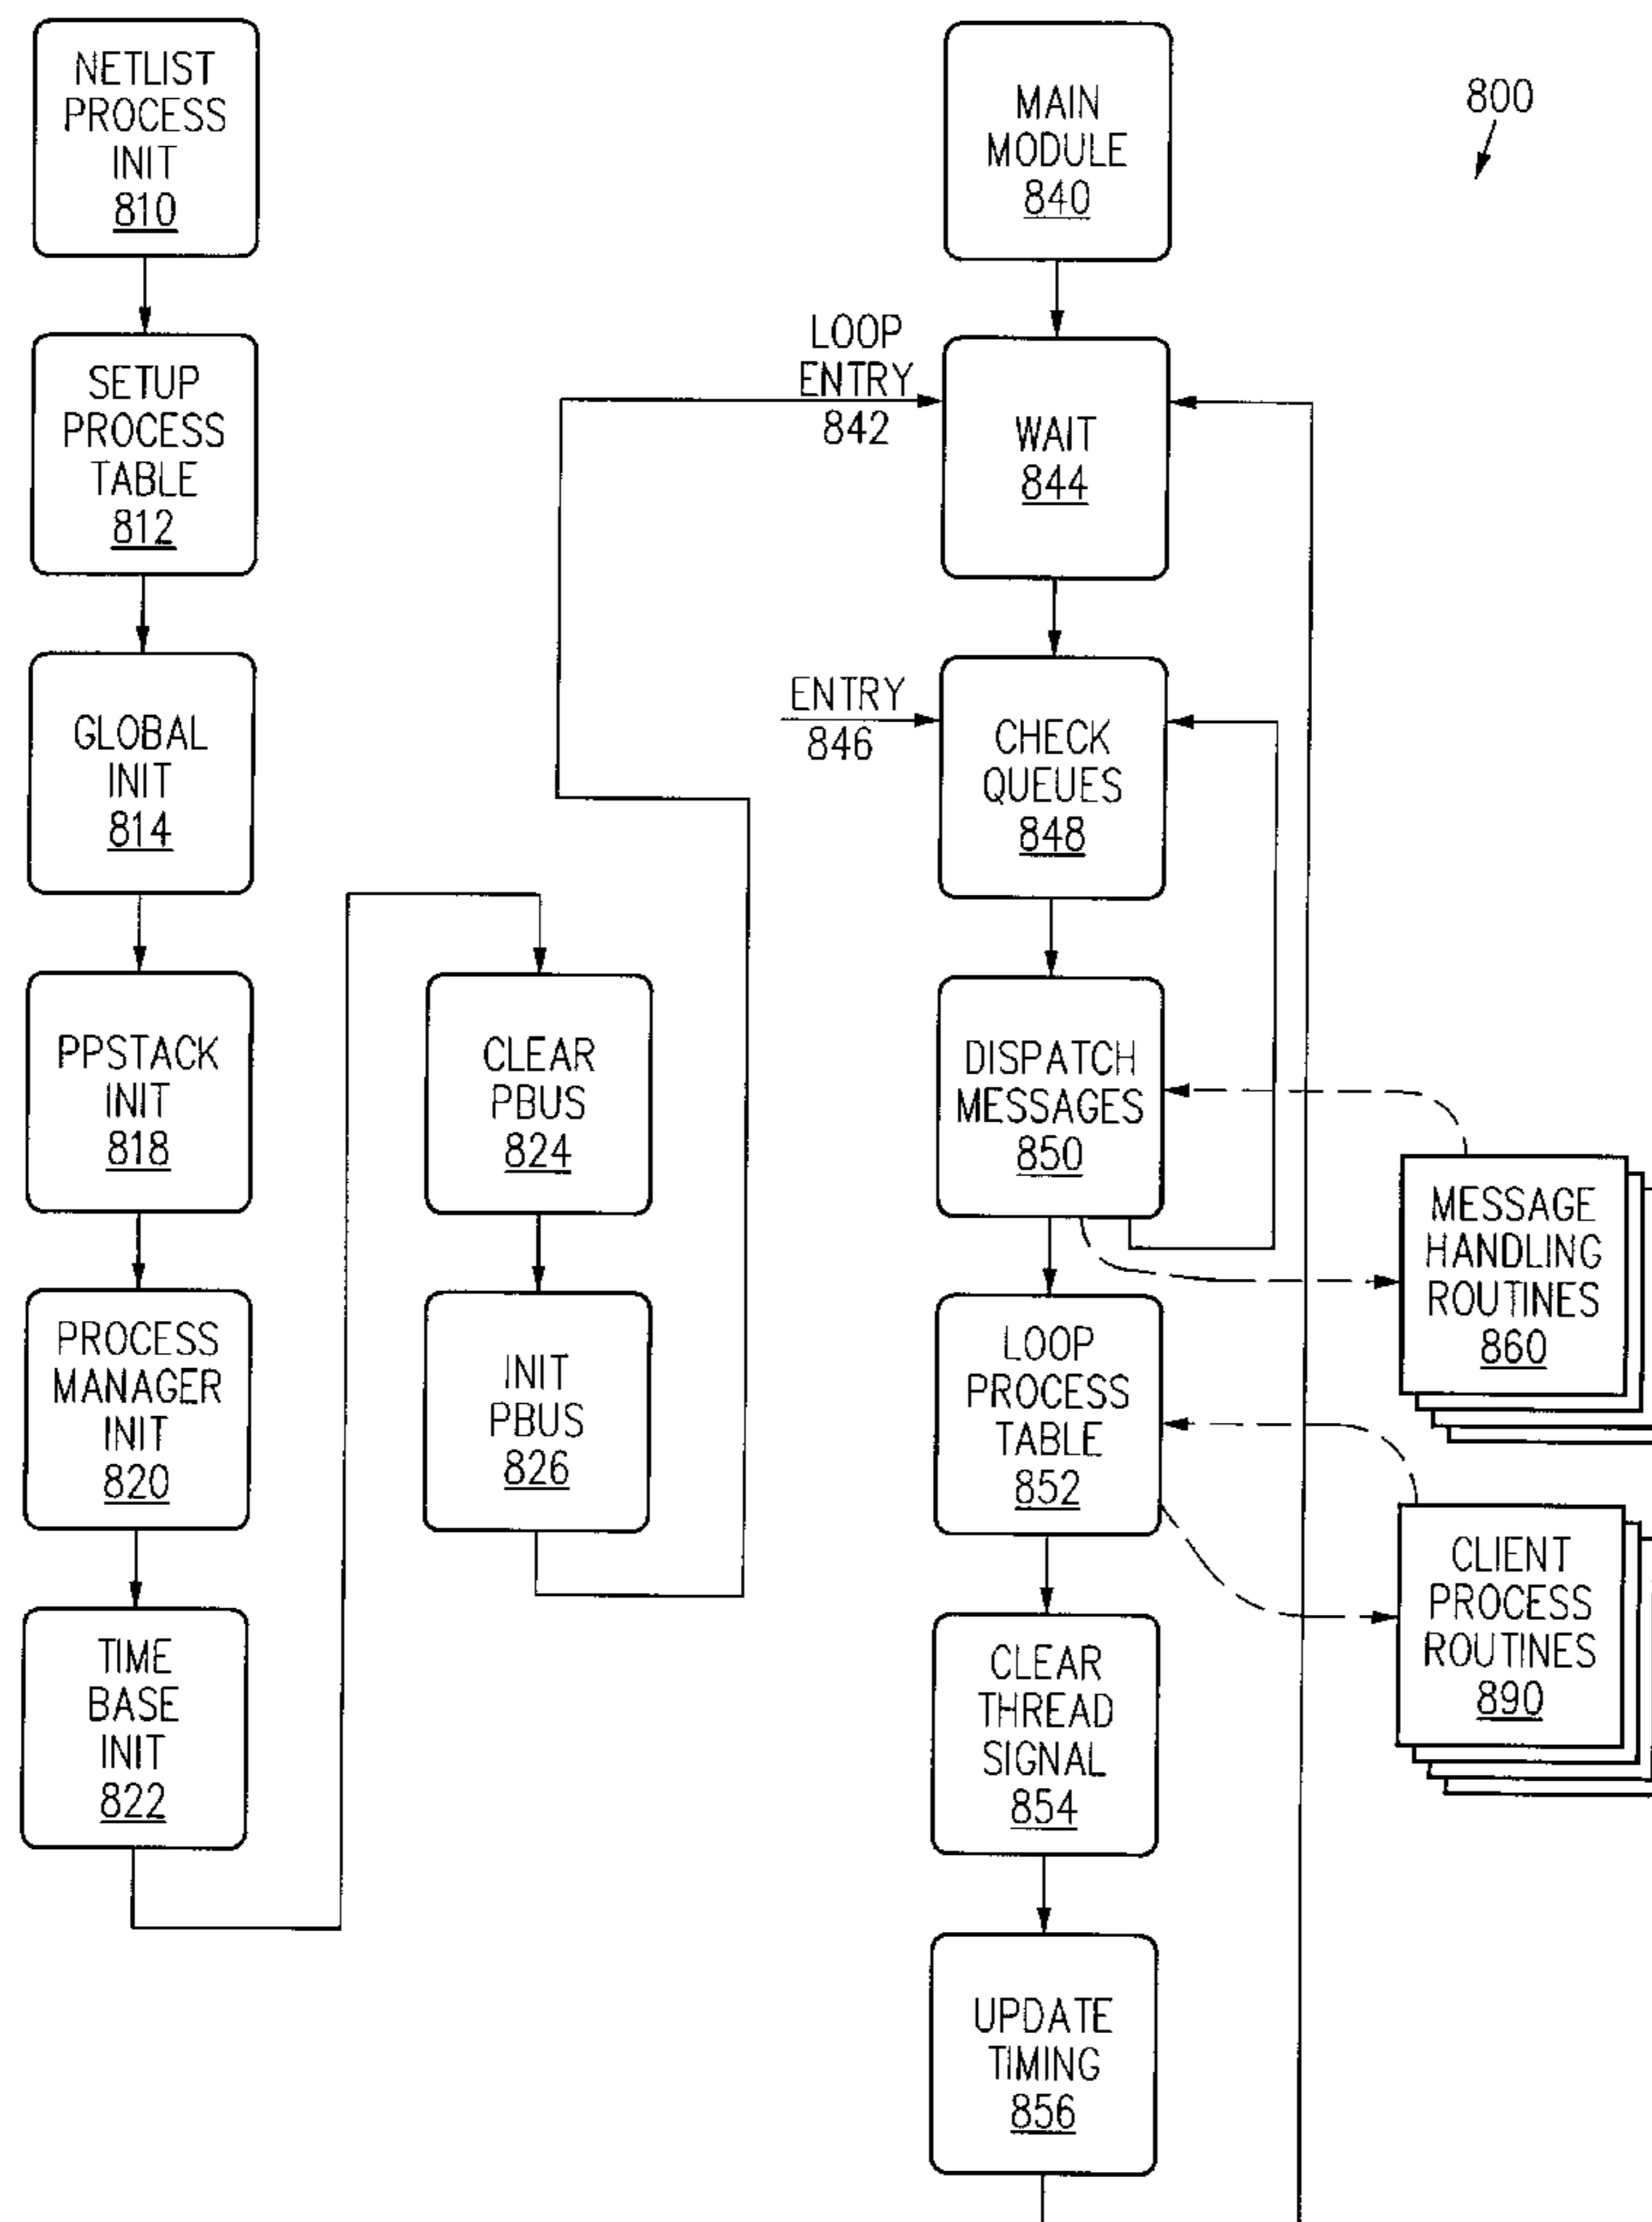 NETLIST
PROCESS
INIT
810
SETUP
PROCESS
TABLE
812
GLOBAL
INIT
814
PPSTACK
INIT
818
PROCESS
MANAGER
INIT
820
TIME
BASE
INIT
822
CLEAR
PBUS
824
INIT
PBUS
826
MAIN
MODULE
840
800
LOOP
ENTRY
842
WAIT
844
ENTRY
846
CHECK
QUEUES
848
DISPATCH
MESSAGES
850
LOOP
PROCESS
TABLE
852
CLEAR
THREAD
SIGNAL
854
UPDATE
TIMING
856
MESSAGE
HANDLING
ROUTINES
860
CLIENT
PROCESS
ROUTINES
890